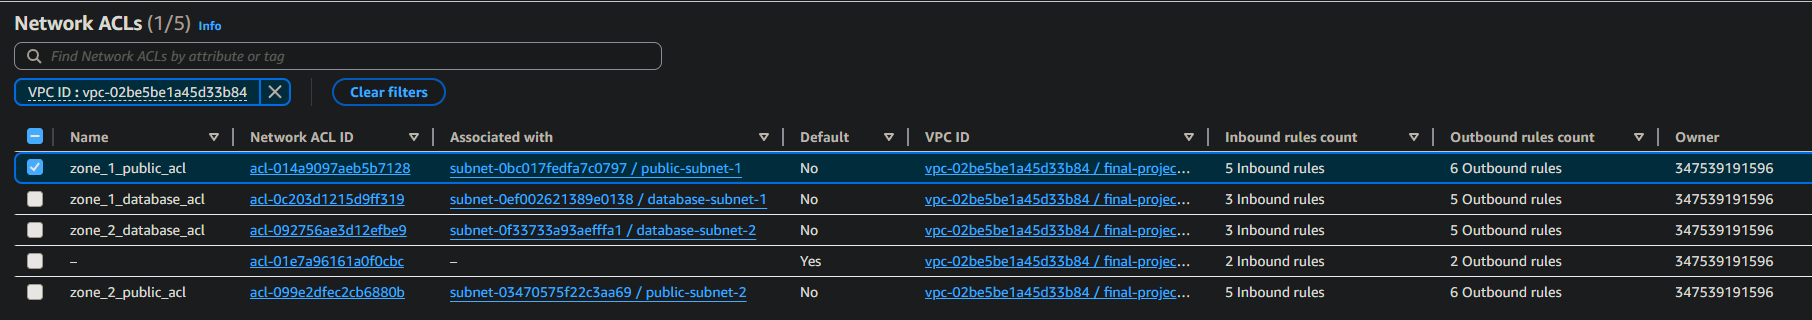 Network ACLs (1/5) Info
Find Network ACLs by attribute or tag
VPC ID : vpc-02be5be1a45d33b84 Clear filters
Name Network ACL ID Associated with Default VPC ID Inbound rules count Outbound rules count Owner
zone_1_public_acl acl-014a9097aeb5b7128 subnet-0bc017fedfa7c0797 / public-subnet-1 No vpc-02be5be1a45d33b84 / final-projec... 5 Inbound rules 6 Outbound rules 347539191596
zone_1_database_acl acl-0c203d1215d9ff319 subnet-0ef002621389e0138 / database-subnet-1 No vpc-02be5be1a45d33b84 / final-projec... 3 Inbound rules 5 Outbound rules 347539191596
zone_2_database_acl acl-092756ae3d12efbe9 subnet-0f33733a93aefffa1 / database-subnet-2 No vpc-02be5be1a45d33b84 / final-projec... 3 Inbound rules 5 Outbound rules 347539191596
– acl-01e7a96161a0f0cbc – Yes vpc-02be5be1a45d33b84 / final-projec... 2 Inbound rules 2 Outbound rules 347539191596
zone_2_public_acl acl-099e2dfec2cb6880b subnet-03470575f22c3aa69 / public-subnet-2 No vpc-02be5be1a45d33b84 / final-projec... 5 Inbound rules 6 Outbound rules 347539191596